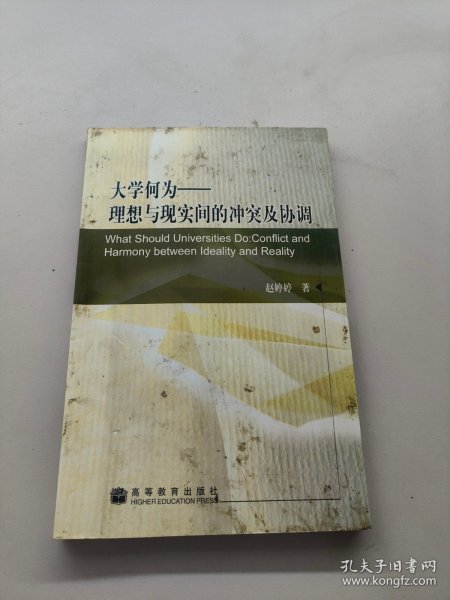 大学何为——
理想与现实间的冲突及协调
What Should Universities Do:Conflict and
Harmony between Ideality and Reality
赵婷婷 著
高等教育出版社
HIGHER EDUCATION PRESS
孔夫子旧书网
www.kongfz.com